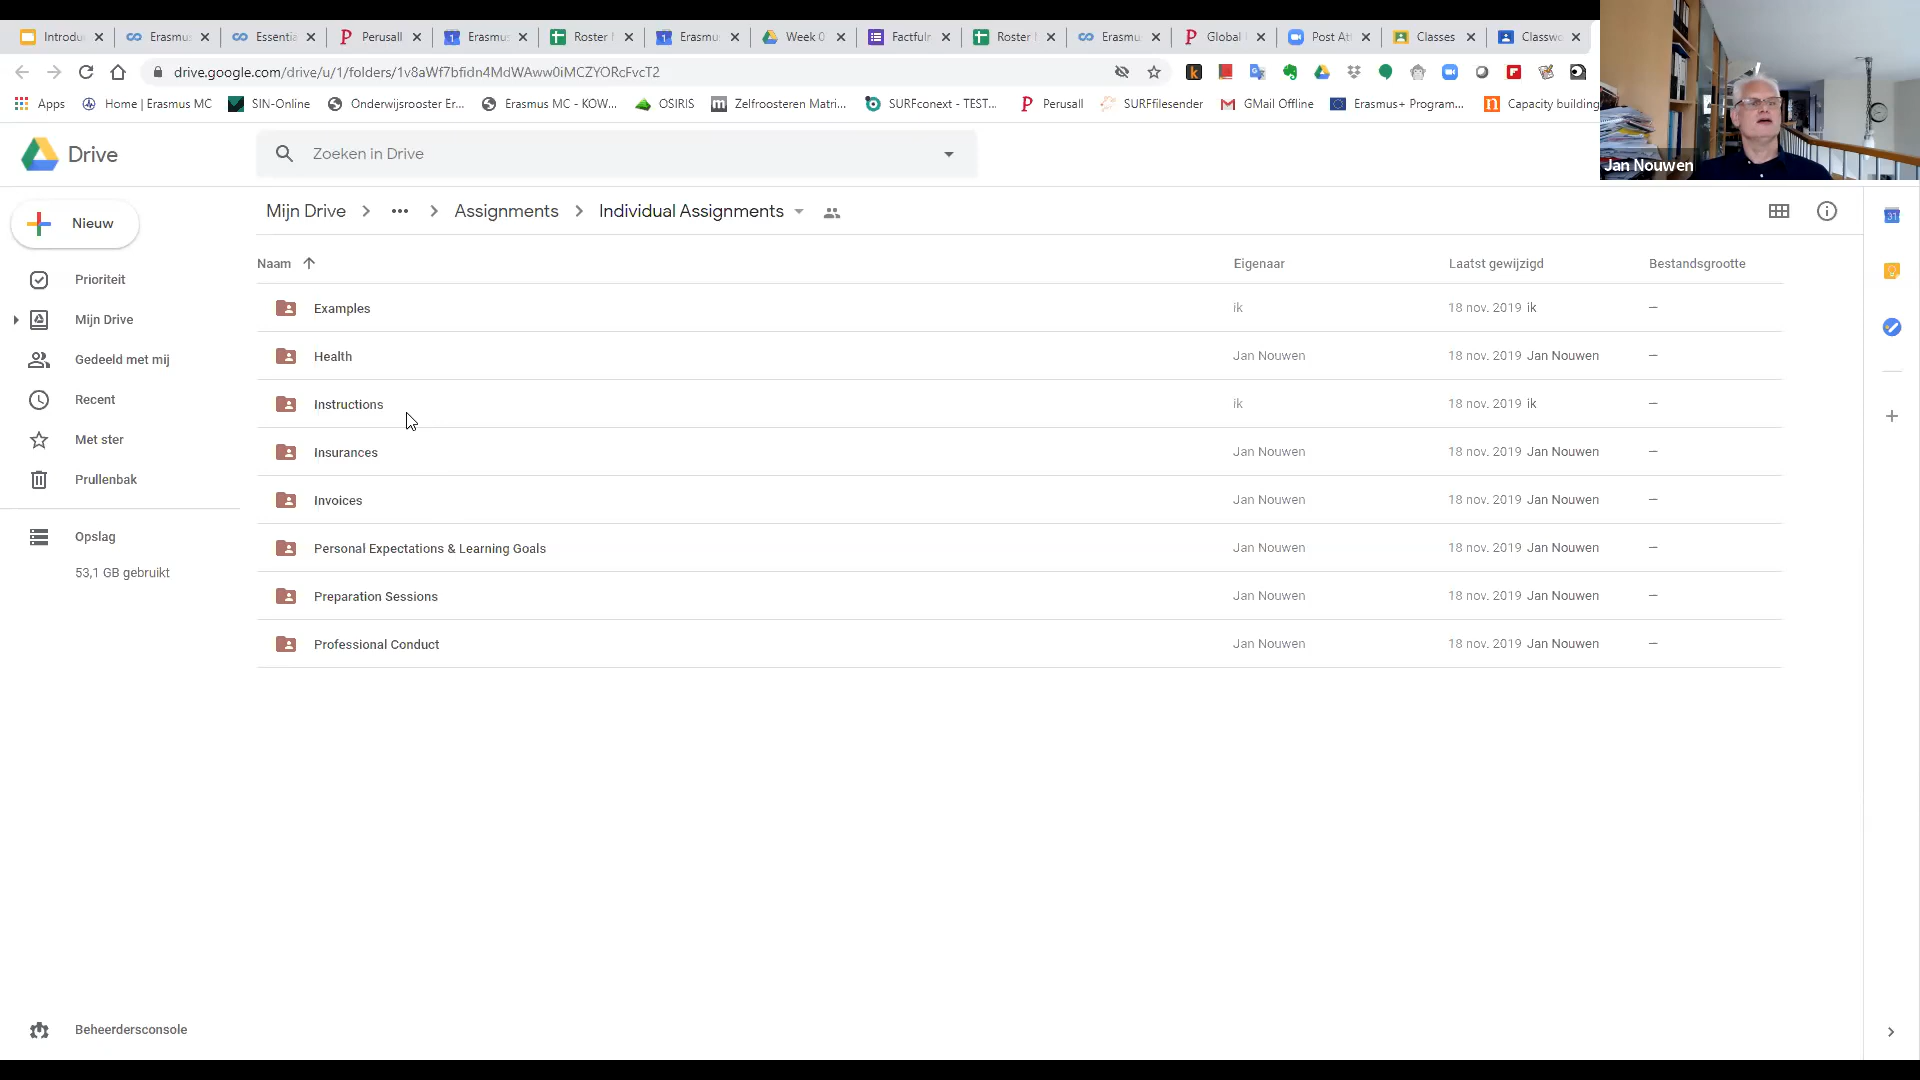 Introdu
Erasmus
Essentia
Perusall
Erasmus
Roster
Erasmu
Week 0
Factfulr
Roster
Erasmu
Global
Post Att
Classes
Classwo
drive.google.com/drive/u/1/folders/1v8aWf7bfidn4MdWAww0iMCZYORcFvcT2
Apps
Home | Erasmus MC
SIN-Online
Onderwijsrooster Er...
Erasmus MC - KOW...
OSIRIS
Zelfroosteren Matri...
SURFconext - TEST...
Perusall
SURFfilesender
GMail Offline
Erasmus+ Program...
Capacity building
Jan Nouwen
Drive
Zoeken in Drive
Nieuw
Mijn Drive > ... > Assignments > Individual Assignments
Naam Eigenaar Laatst gewijzigd Bestandsgrootte
Examples ik 18 nov. 2019 ik –
Health Jan Nouwen 18 nov. 2019 Jan Nouwen –
Instructions ik 18 nov. 2019 ik –
Insurances Jan Nouwen 18 nov. 2019 Jan Nouwen –
Invoices Jan Nouwen 18 nov. 2019 Jan Nouwen –
Personal Expectations & Learning Goals Jan Nouwen 18 nov. 2019 Jan Nouwen –
Preparation Sessions Jan Nouwen 18 nov. 2019 Jan Nouwen –
Professional Conduct Jan Nouwen 18 nov. 2019 Jan Nouwen –
Prioriteit
Mijn Drive
Gedeeld met mij
Recent
Met ster
Prullenbak
Opslag
53,1 GB gebruikt
Beheerdersconsole